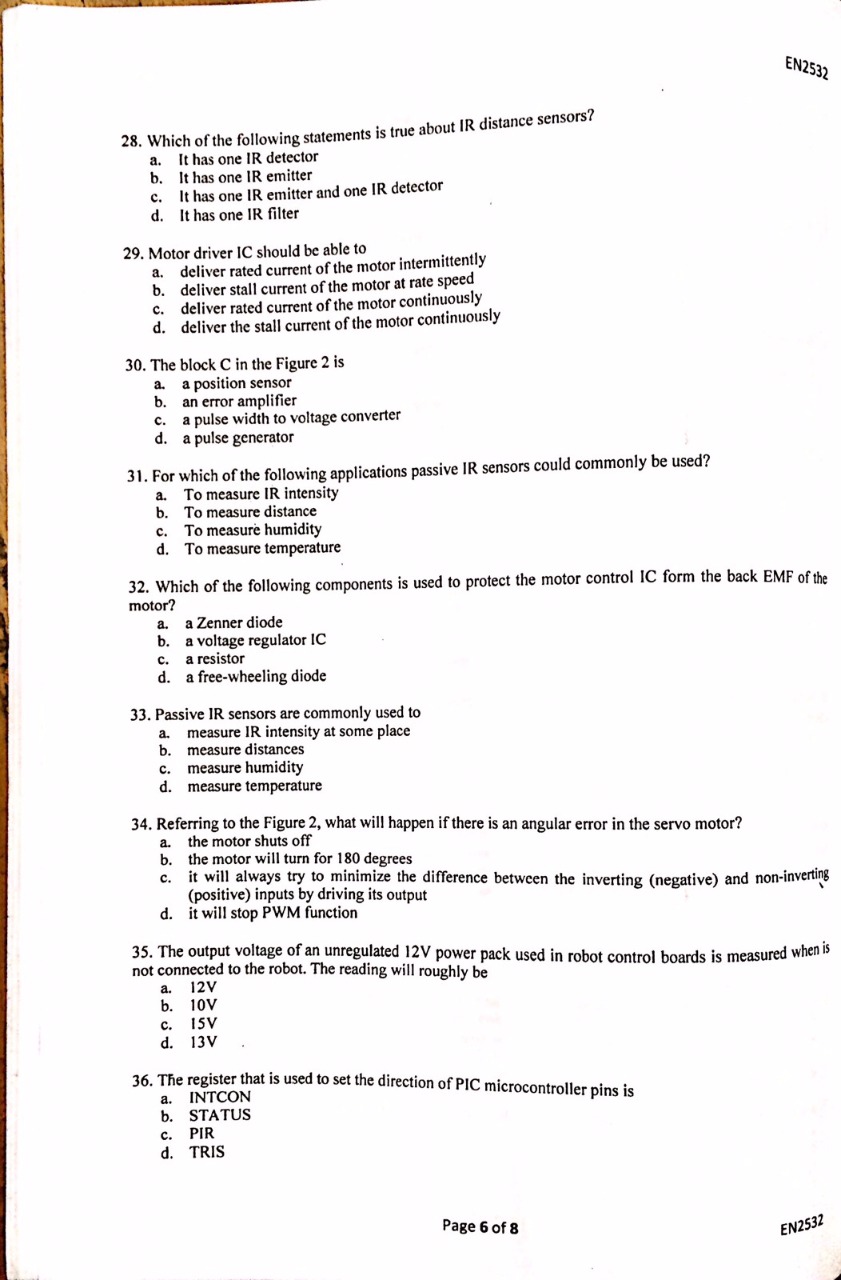 EN2532
28. Which of the following statements is true about IR distance sensors?
a. It has one IR detector
b. It has one IR emitter
c. It has one IR emitter and one IR detector
d. It has one IR filter
29. Motor driver IC should be able to
a. deliver rated current of the motor intermittently
b. deliver stall current of the motor at rate speed
c. deliver rated current of the motor continuously
d. deliver the stall current of the motor continuously
30. The block C in the Figure 2 is
a. a position sensor
b. an error amplifier
c. a pulse width to voltage converter
d. a pulse generator
31. For which of the following applications passive IR sensors could commonly be used?
a. To measure IR intensity
b. To measure distance
c. To measure humidity
d. To measure temperature
32. Which of the following components is used to protect the motor control IC form the back EMF of the
motor?
a. a Zenner diode
b. a voltage regulator IC
c. a resistor
d. a free-wheeling diode
33. Passive IR sensors are commonly used to
a. measure IR intensity at some place
b. measure distances
c. measure humidity
d. measure temperature
34. Referring to the Figure 2, what will happen if there is an angular error in the servo motor?
a. the motor shuts off
b. the motor will turn for 180 degrees
c. it will always try to minimize the difference between the inverting (negative) and non-inverting
(positive) inputs by driving its output
d. it will stop PWM function
35. The output voltage of an unregulated 12V power pack used in robot control boards is measured when is
not connected to the robot. The reading will roughly be
a. 12V
b. 10V
c. 15V
d. 13V
36. The register that is used to set the direction of PIC microcontroller pins is
a. INTCON
b. STATUS
c. PIR
d. TRIS
Page 6 of 8
EN2532